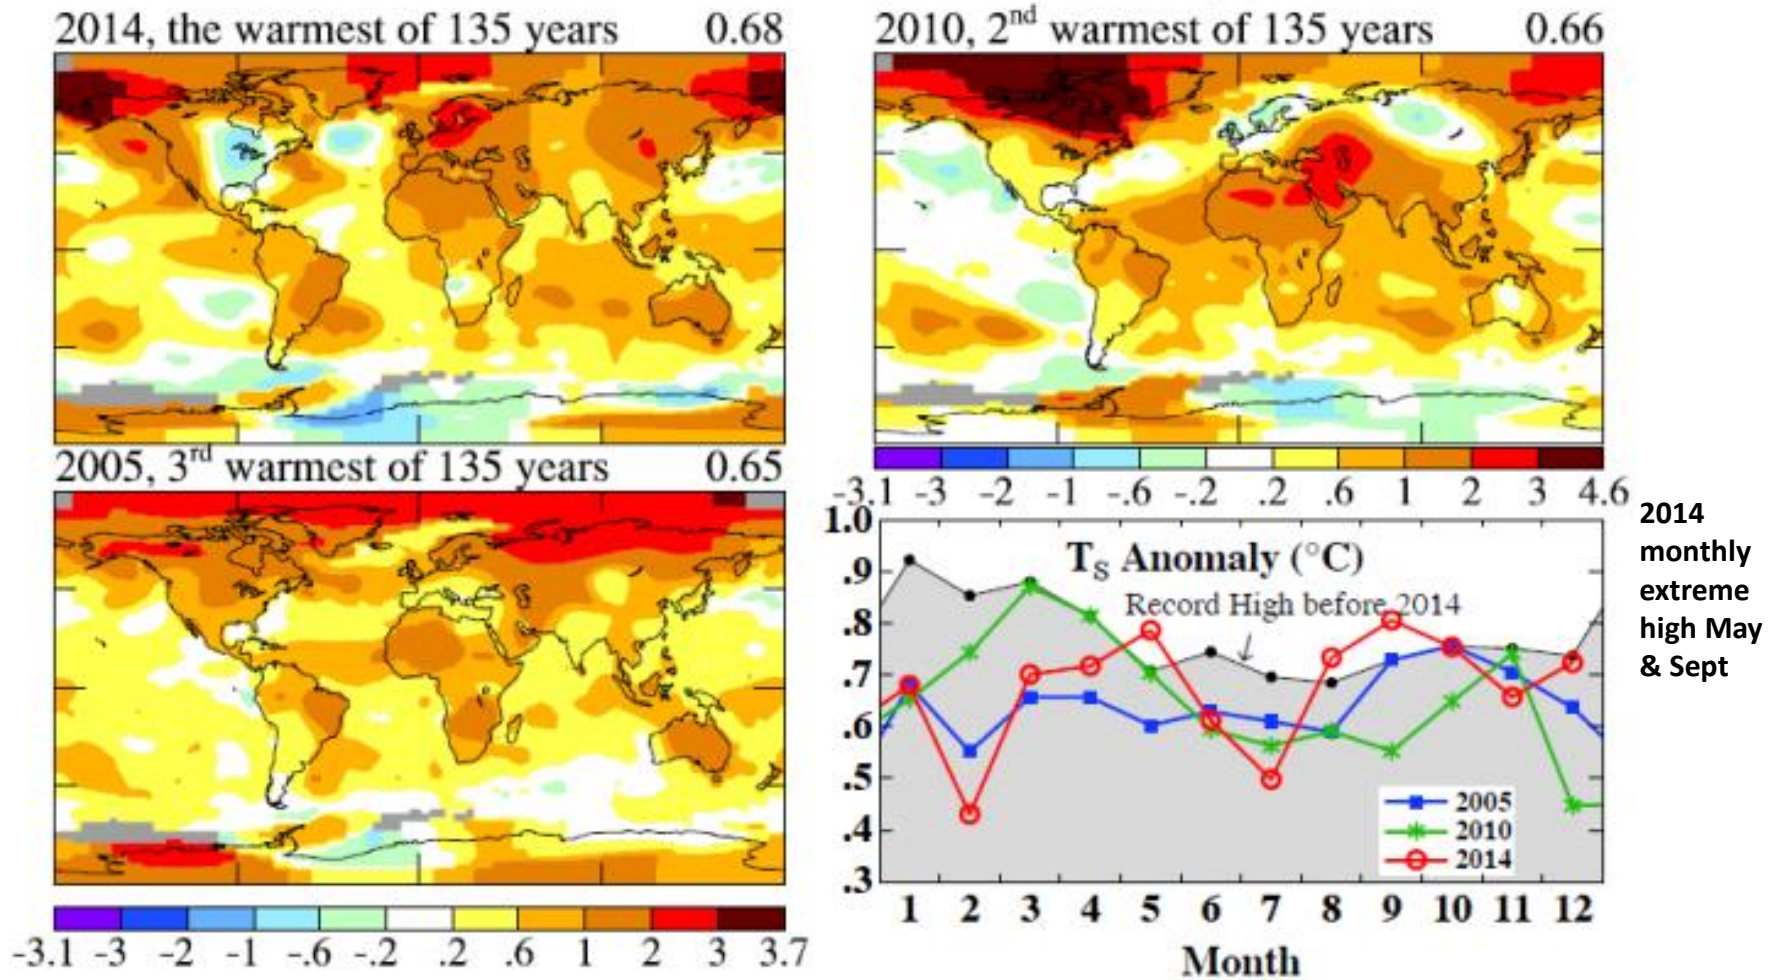 2014, the warmest of 135 years 0.68
2010, 2nd warmest of 135 years 0.66
2005, 3rd warmest of 135 years 0.65
-3.1 -3 -2 -1 -.6 -.2 .2 .6 1 2 3 4.6
-3.1 -3 -2 -1 -.6 -.2 .2 .6 1 2 3 3.7
TS Anomaly (°C)
Record High before 2014
1.0
.9
.8
.7
.6
.5
.4
.3
2005
2010
2014
1 2 3 4 5 6 7 8 9 10 11 12
Month
2014
monthly
extreme
high May
& Sept